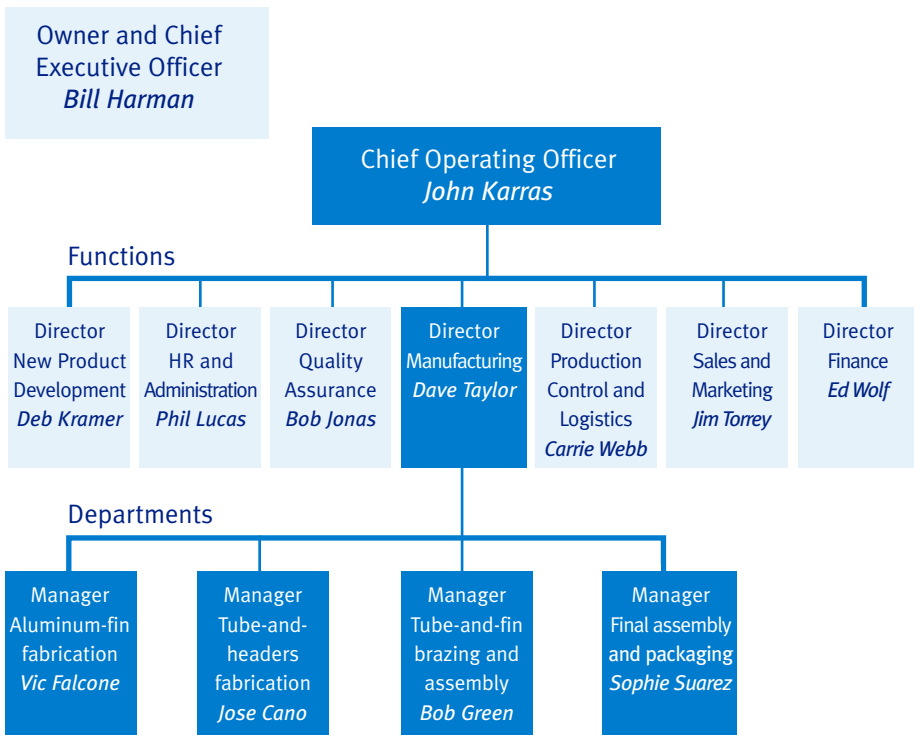 Owner and Chief
Executive Officer
Bill Harman
Chief Operating Officer
John Karras
Functions
Director
New Product
Development
Deb Kramer
Director
HR and
Administration
Phil Lucas
Director
Quality
Assurance
Bob Jonas
Director
Manufacturing
Dave Taylor
Director
Production
Control and
Logistics
Carrie Webb
Director
Sales and
Marketing
Jim Torrey
Director
Finance
Ed Wolf
Departments
Manager
Aluminum-fin
fabrication
Vic Falcone
Manager
Tube-and-
headers
fabrication
Jose Cano
Manager
Tube-and-fin
brazing and
assembly
Bob Green
Manager
Final assembly
and packaging
Sophie Suarez